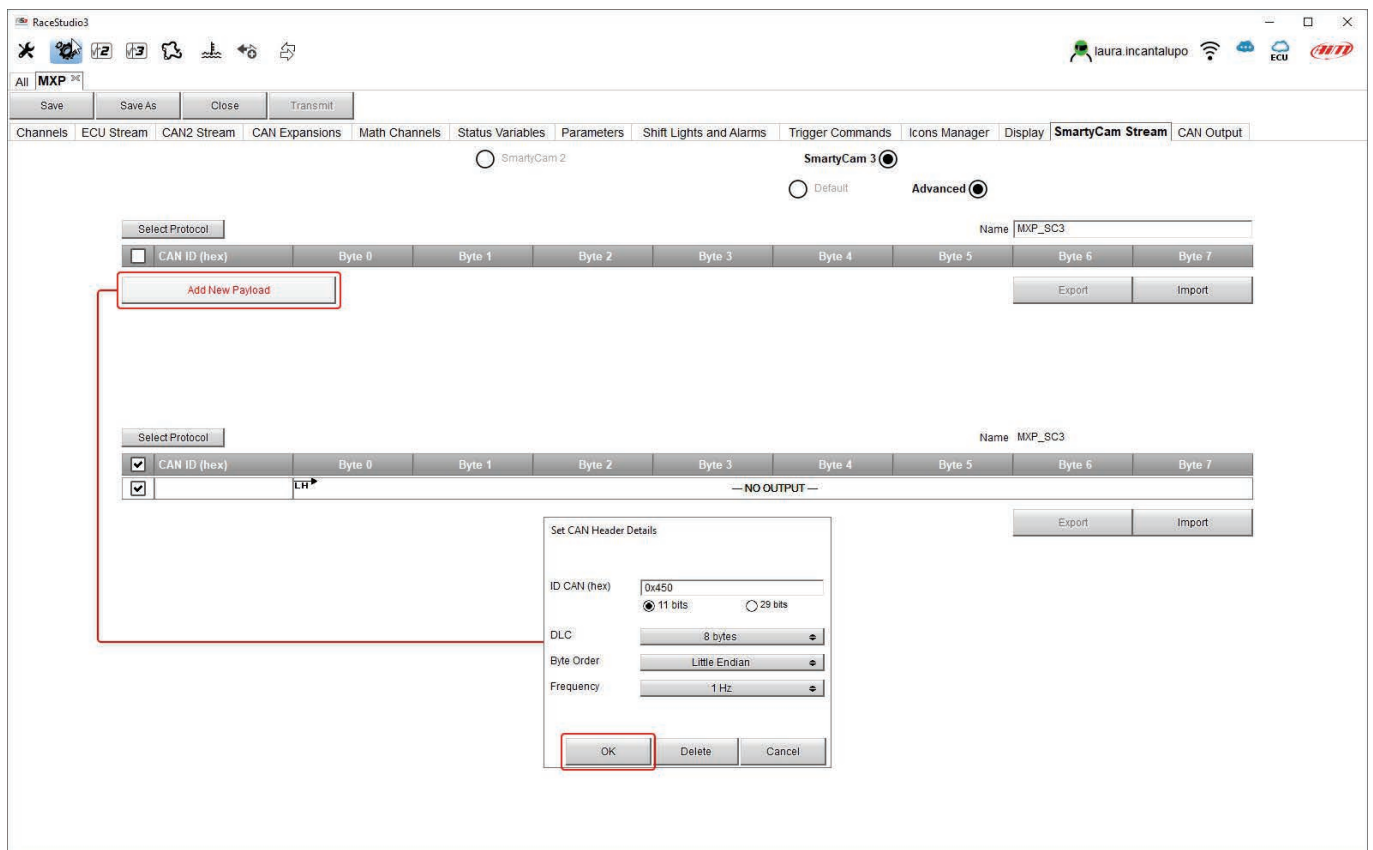 RaceStudio3
laura.incantalupo ECU AiM
All MXP
Save Save As Close Transmit
Channels ECU Stream CAN2 Stream CAN Expansions Math Channels Status Variables Parameters Shift Lights and Alarms Trigger Commands Icons Manager Display SmartyCam Stream CAN Output
SmartyCam 2 SmartyCam 3
Default Advanced
Select Protocol Name MXP_SC3
CAN ID (hex) Byte 0 Byte 1 Byte 2 Byte 3 Byte 4 Byte 5 Byte 6 Byte 7
Add New Payload Export Import
Select Protocol Name MXP_SC3
CAN ID (hex) Byte 0 Byte 1 Byte 2 Byte 3 Byte 4 Byte 5 Byte 6 Byte 7
LH — NO OUTPUT —
Export Import
Set CAN Header Details
ID CAN (hex) 0x450
11 bits 29 bits
DLC 8 bytes
Byte Order Little Endian
Frequency 1 Hz
OK Delete Cancel